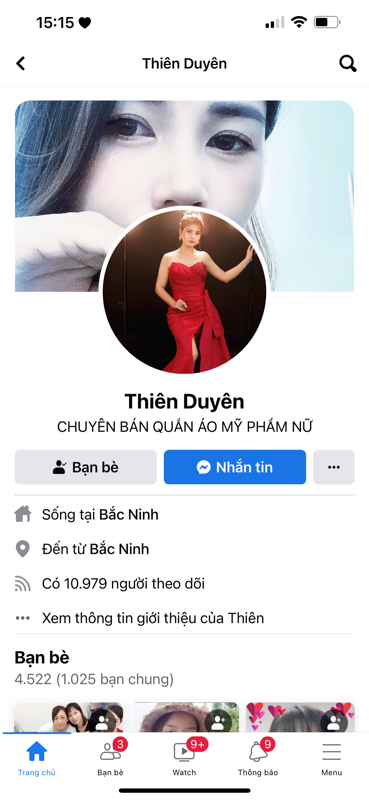 15:15
Thiên Duyên
Thiên Duyên
CHUYÊN BÁN QUẦN ÁO MỸ PHẨM NỮ
Bạn bè
Nhắn tin
Sống tại Bắc Ninh
Đến từ Bắc Ninh
Có 10.979 người theo dõi
Xem thông tin giới thiệu của Thiên
Bạn bè
4.522 (1.025 bạn chung)
3
9+
9
Trang chủ
Bạn bè
Watch
Thông báo
Menu